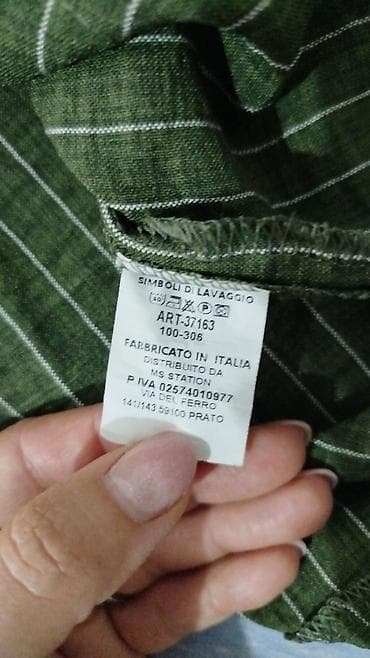 SIMBOLI DI LAVAGGIO
30 P
ART-37163
100-306
FABBRICATO IN ITALIA
DISTRIBUITO DA
MS STATION
P.IVA 02574010977
VIA DEL FERRO
141/143 59100 PRATO